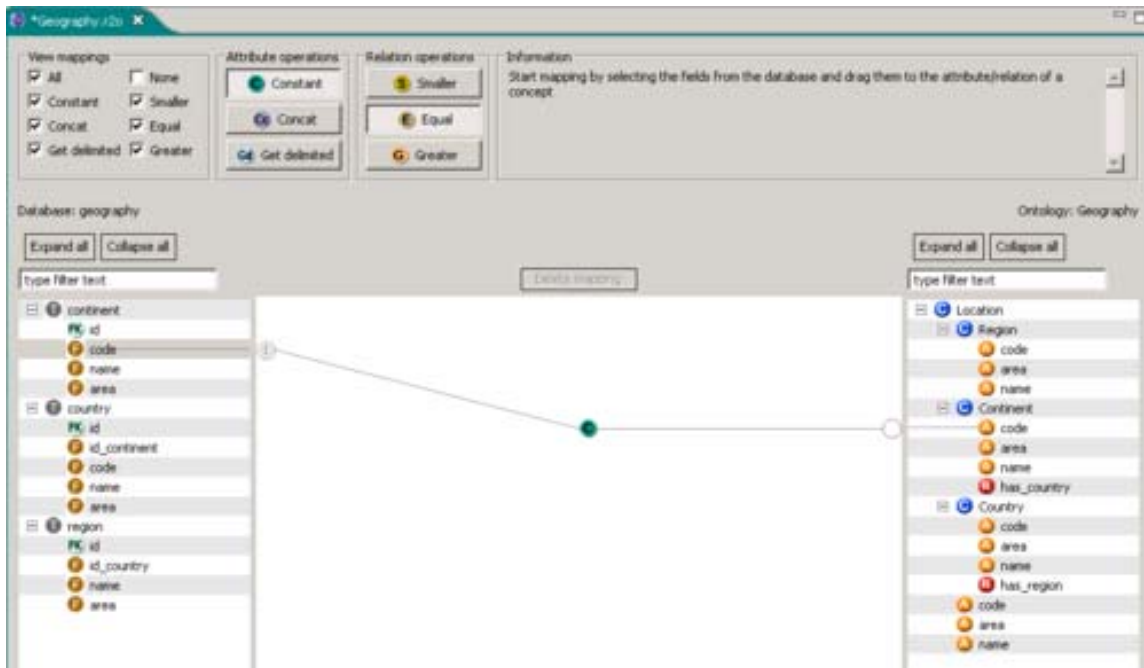 *Geography.r2o
View mappings
All None
Constant Smaller
Concat Equal
Get delimited Greater
Attribute operations
C Constant
Cc Concat
Gd Get delimited
Relation operations
S Smaller
E Equal
G Greater
Information
Start mapping by selecting the fields from the database and drag them to the attribute/relation of a
concept
Database: geography
Ontology: Geography
Expand all Collapse all
Expand all Collapse all
type filter text
Delete mapping
type filter text
T continent
PK id
F code
F name
F area
T country
PK id
F id_continent
F code
F name
F area
T region
PK id
F id_country
F name
F area
C
C Location
C Region
A code
A area
A name
C Continent
A code
A area
A name
R has_country
C Country
A code
A area
A name
R has_region
A code
A area
A name